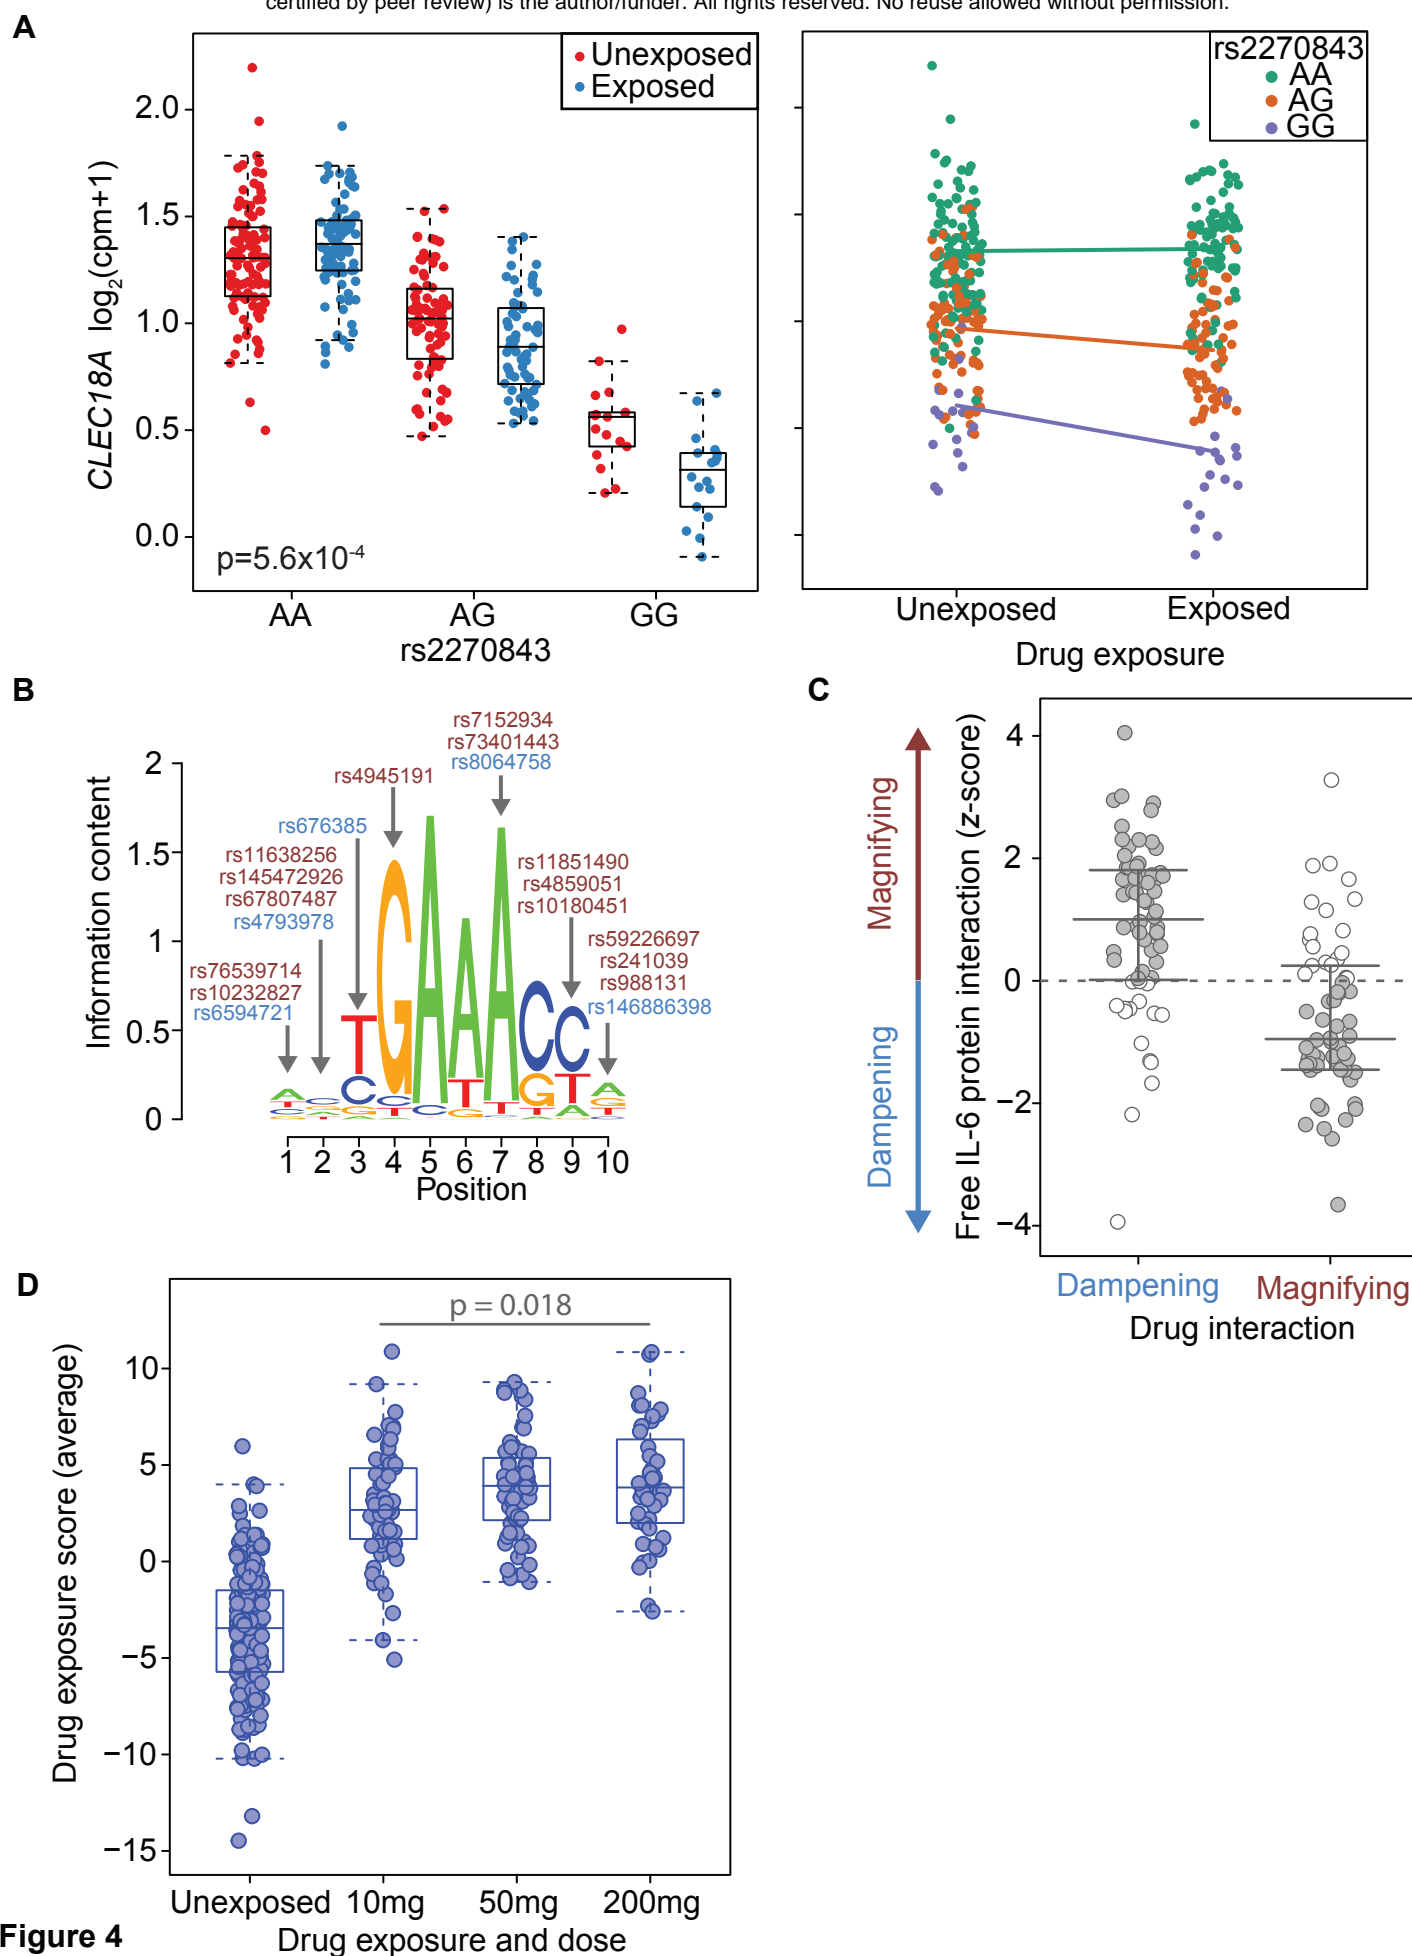 certified by peer review) is the author/funder. All rights reserved. No reuse allowed without permission.
A
Unexposed
Exposed
2.0
1.5
1.0
0.5
0.0
CLEC18A log2(cpm+1)
p=5.6x10-4
AA
AG
GG
rs2270843
rs2270843
AA
AG
GG
Unexposed
Exposed
Drug exposure
B
2
1.5
1
0.5
0
Information content
rs7152934
rs73401443
rs8064758
rs4945191
rs676385
rs11638256
rs145472926
rs67807487
rs4793978
rs76539714
rs10232827
rs6594721
rs11851490
rs4859051
rs10180451
rs59226697
rs241039
rs988131
rs146886398
1 2 3 4 5 6 7 8 9 10
Position
C
Magnifying
Dampening
Free IL-6 protein interaction (z-score)
4
2
0
−2
−4
Dampening
Magnifying
Drug interaction
D
p = 0.018
10
5
0
−5
−10
−15
Drug exposure score (average)
Unexposed
10mg
50mg
200mg
Drug exposure and dose
Figure 4